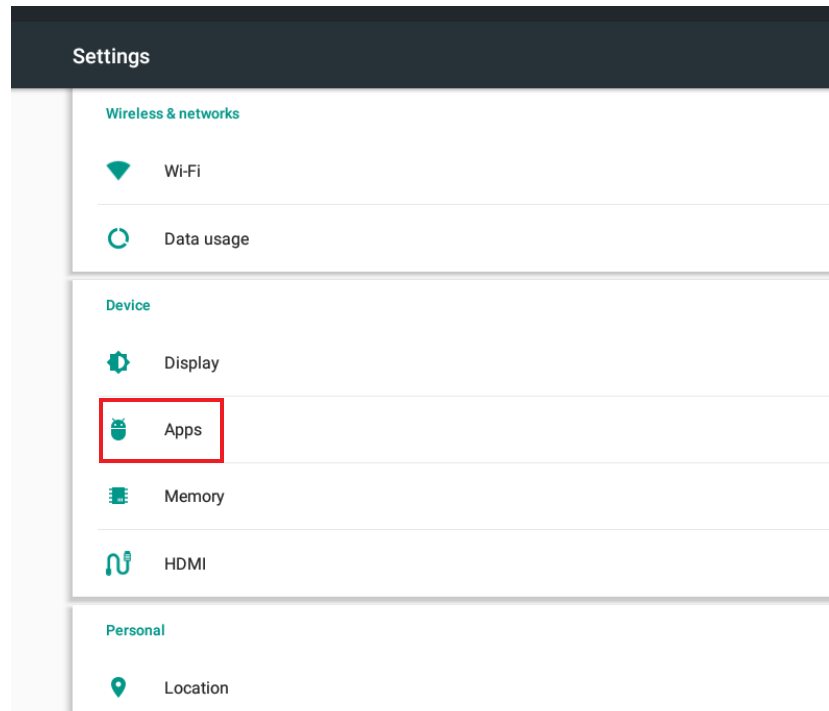 Settings
Wireless & networks
Wi-Fi
Data usage
Device
Display
Apps
Memory
HDMI
Personal
Location